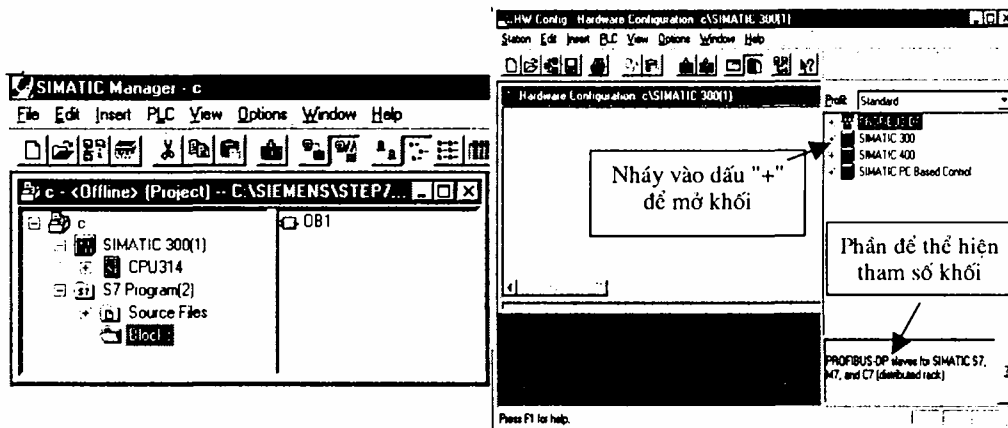 SIMATIC Manager - c
File Edit Insert PLC View Options Window Help
c - <Offline> (Project) -- C:\SIEMENS\STEP7...
c
SIMATIC 300(1)
CPU314
S7 Program(2)
Source Files
Block
OB1
HW Config Hardware Configuration c\SIMATIC 300(1)
Station Edit Insert PLC View Options Window Help
Hardware Configuration c\SIMATIC 300(1)
Profil: Standard
SIMATIC 300
SIMATIC 400
SIMATIC PC Based Control
Nháy vào dấu "+"
để mở khối
Phần để thể hiện
tham số khối
PROFIBUS-DP slaves for SIMATIC S7,
M7, and C7 (distributed rack)
Press F1 for help.